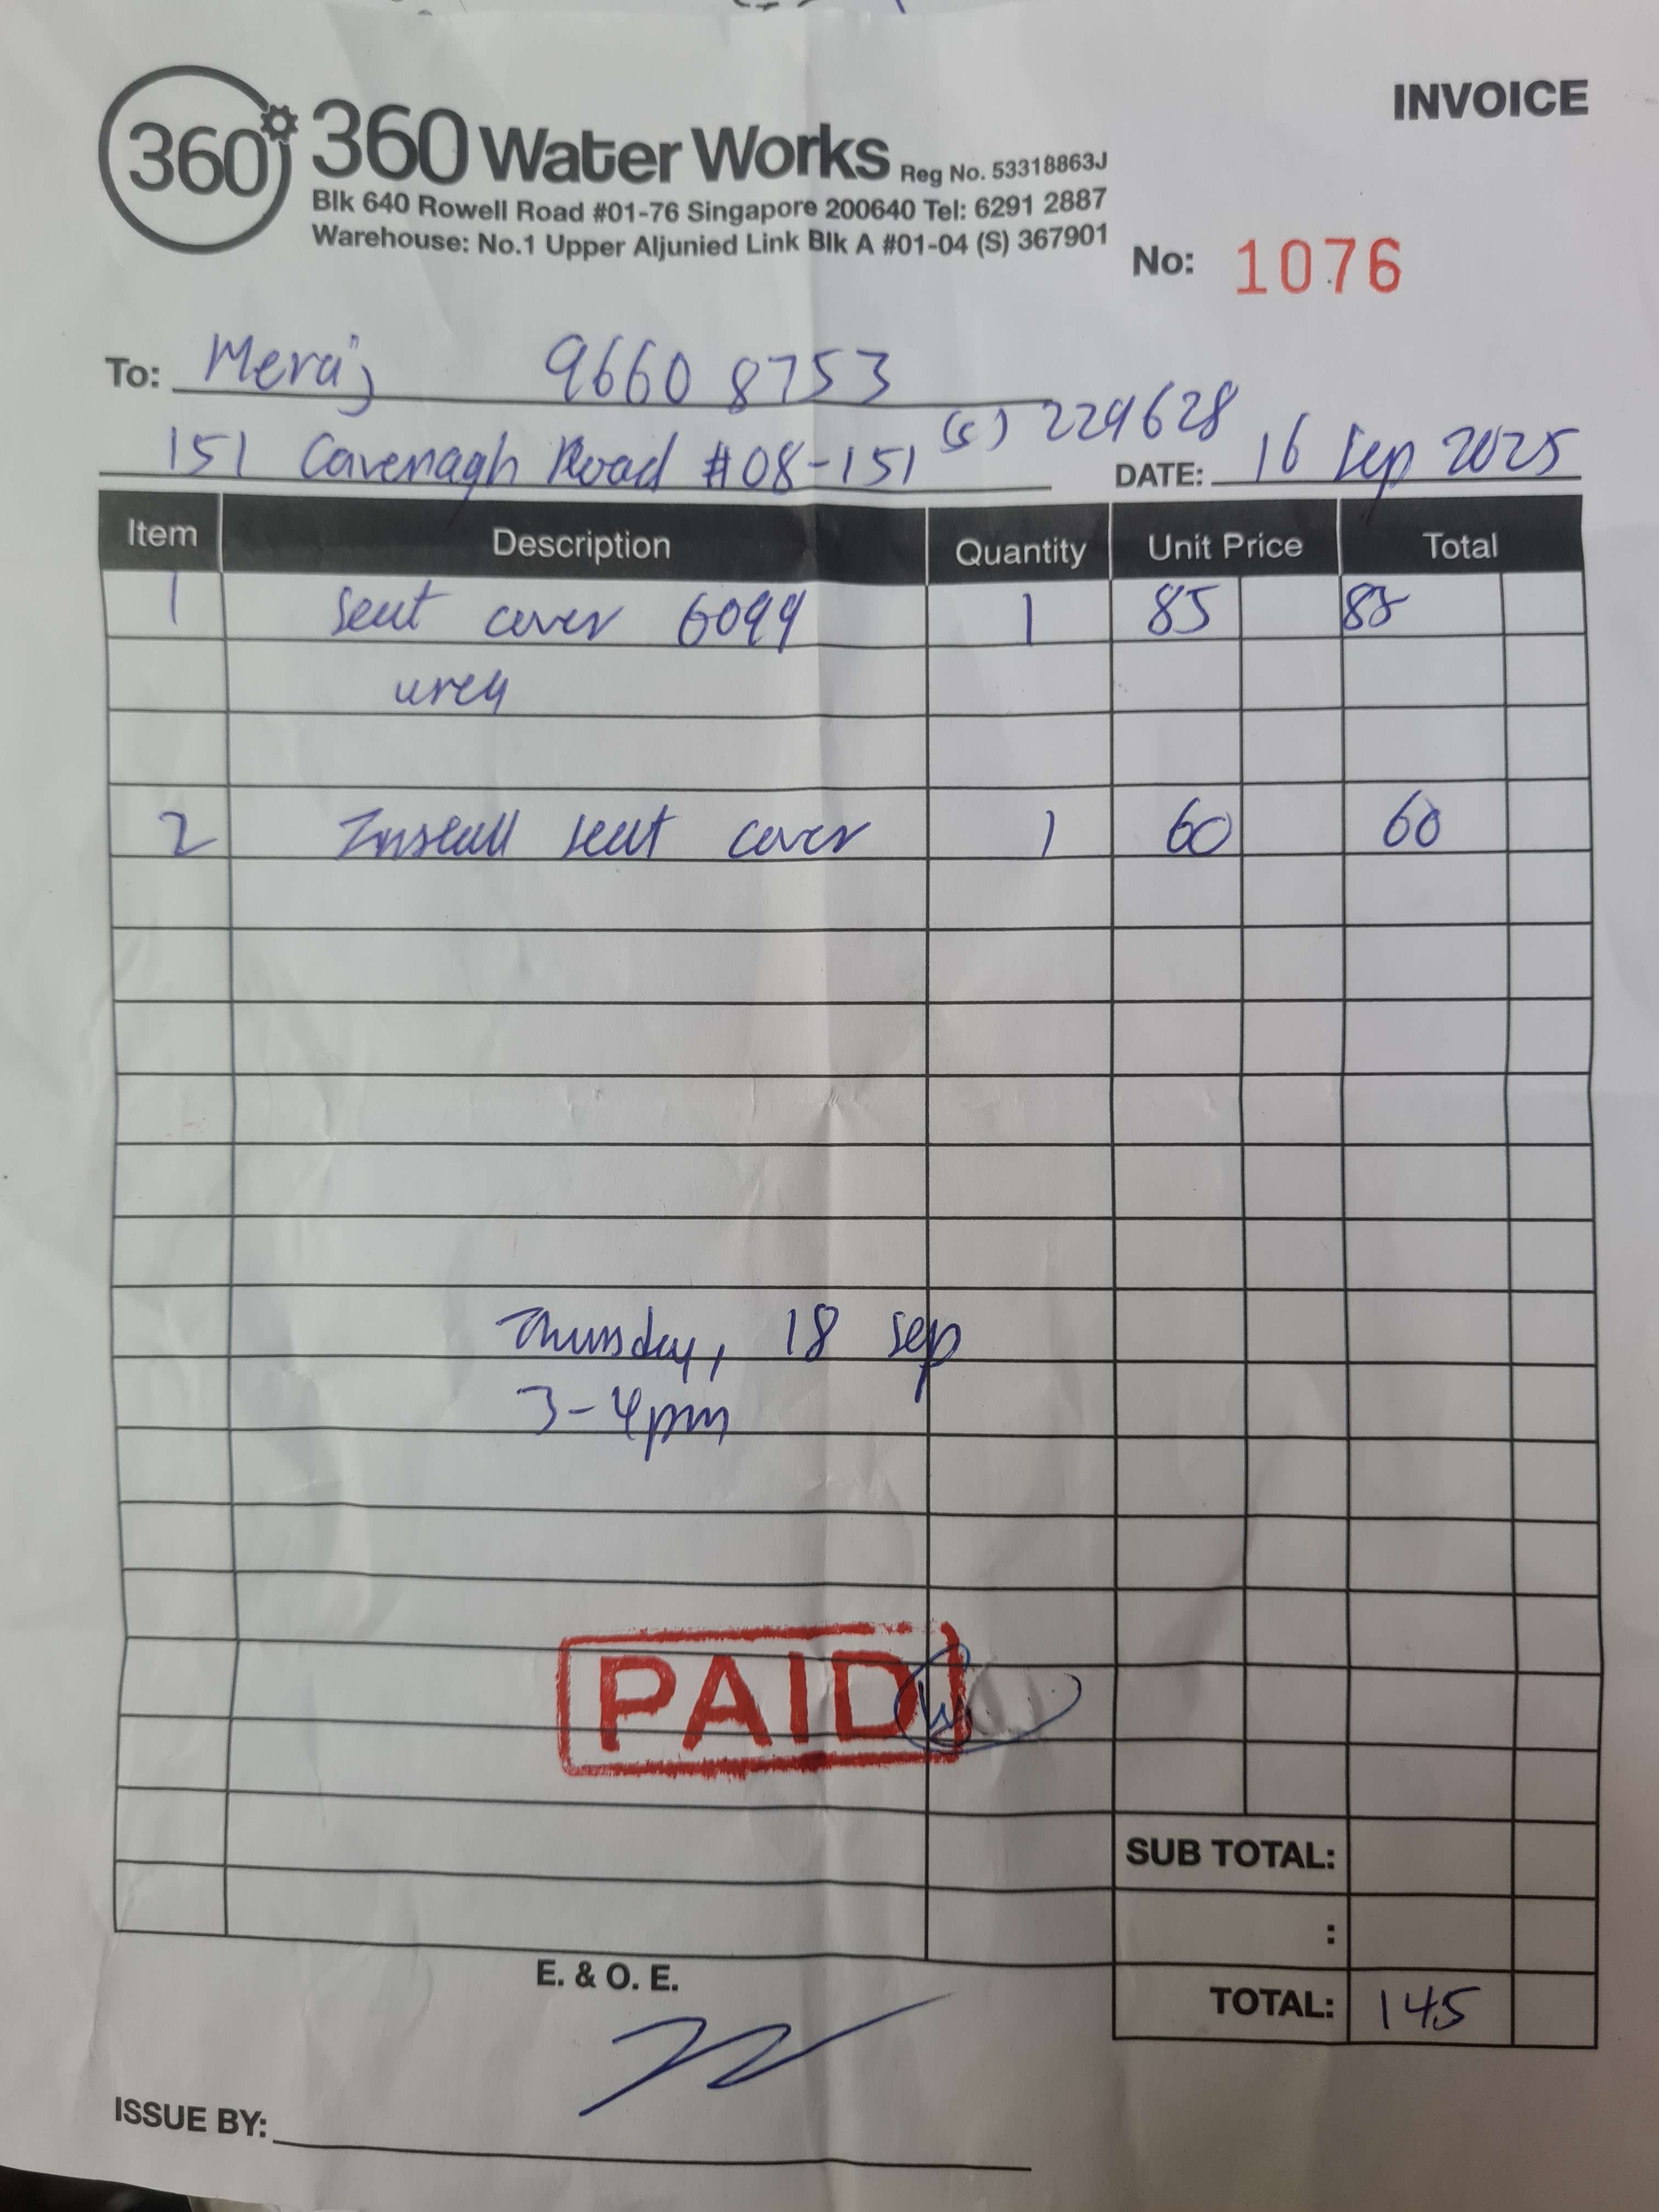 INVOICE
360
360 Water Works Reg No. 53318863J
Blk 640 Rowell Road #01-76 Singapore 200640 Tel: 6291 2887
Warehouse: No.1 Upper Aljunied Link Blk A #01-04 (S) 367901
No: 1076
To: Meraj 9660 8753
151 Cavenagh Road #08-151 (S) 229628
DATE: 16 Sep 2025
Item Description Quantity Unit Price Total
1 Seat cover 6099 1 85 85
urea
2 Install seat cover 1 60 60
Thursday, 18 Sep
3-4pm
PAID
SUB TOTAL:
:
E. & O. E.
TOTAL: 145
ISSUE BY: